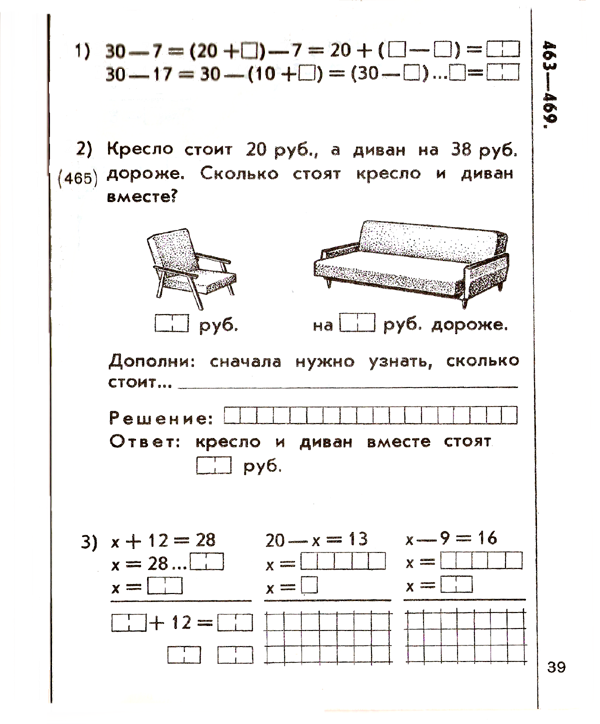 1) 30 — 7 = (20 + □) — 7 = 20 + (□ — □) = □□
30 — 17 = 30 — (10 + □) = (30 — □) ... □ = □□
463—469.
2) Кресло стоит 20 руб., а диван на 38 руб.
(465) дороже. Сколько стоят кресло и диван
вместе?
□□ руб. на □□ руб. дороже.
Дополни: сначала нужно узнать, сколько
стоит... ____
Решение:
Ответ: кресло и диван вместе стоят
□□ руб.
3) x + 12 = 28 20 — x = 13 x — 9 = 16
x = 28 ... □□ x = □□□□□ x = □□□□□
x = □□ x = □ x = □□
□□ + 12 = □□
□□ □□
39